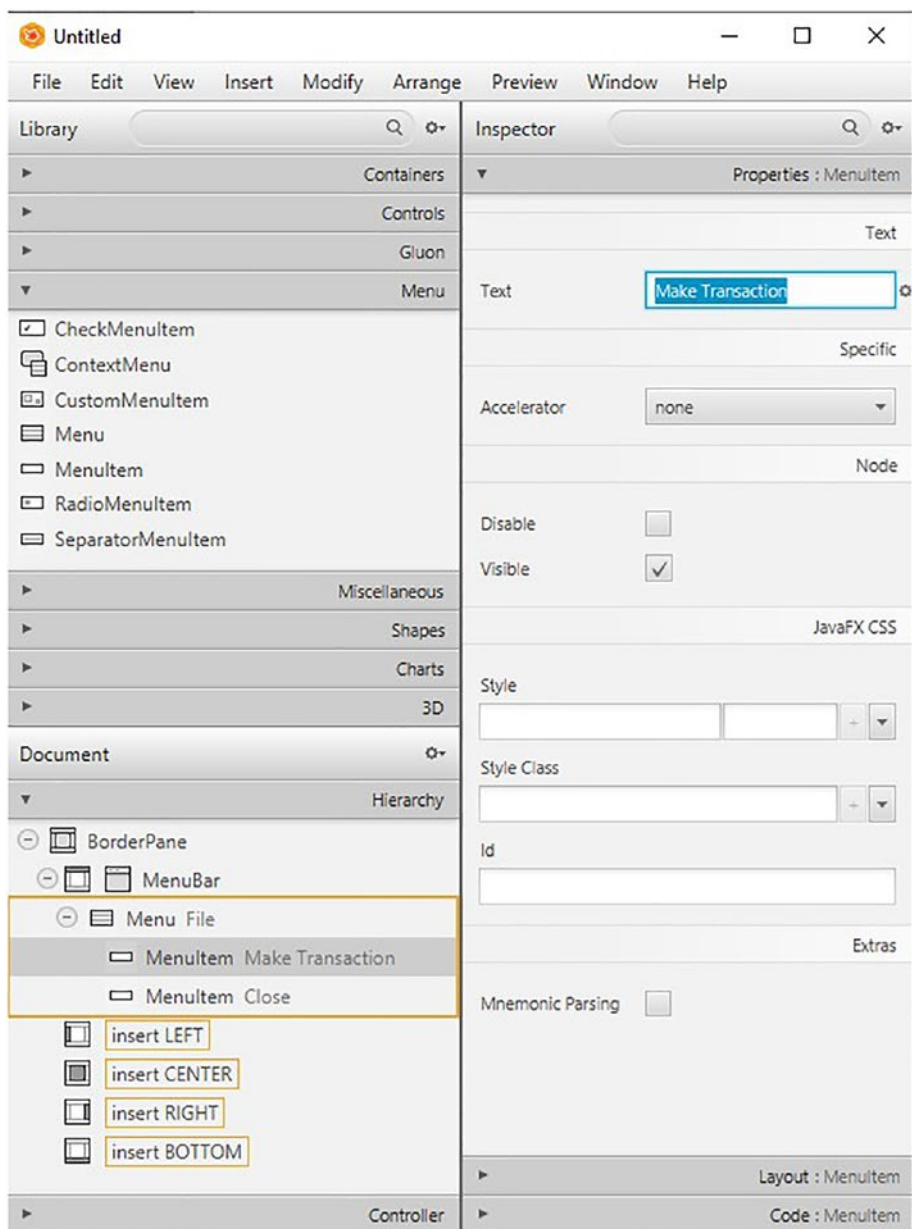 Untitled
File Edit View Insert Modify Arrange Preview Window Help
Library
Containers
Controls
Gluon
Menu
CheckMenuItem
ContextMenu
CustomMenuItem
Menu
MenuItem
RadioMenuItem
SeparatorMenuItem
Miscellaneous
Shapes
Charts
3D
Document
Hierarchy
BorderPane
MenuBar
Menu File
MenuItem Make Transaction
MenuItem Close
insert LEFT
insert CENTER
insert RIGHT
insert BOTTOM
Controller
Inspector
Properties : MenuItem
Text
Text Make Transaction
Specific
Accelerator none
Node
Disable
Visible
JavaFX CSS
Style
Style Class
Id
Extras
Mnemonic Parsing
Layout : MenuItem
Code : MenuItem